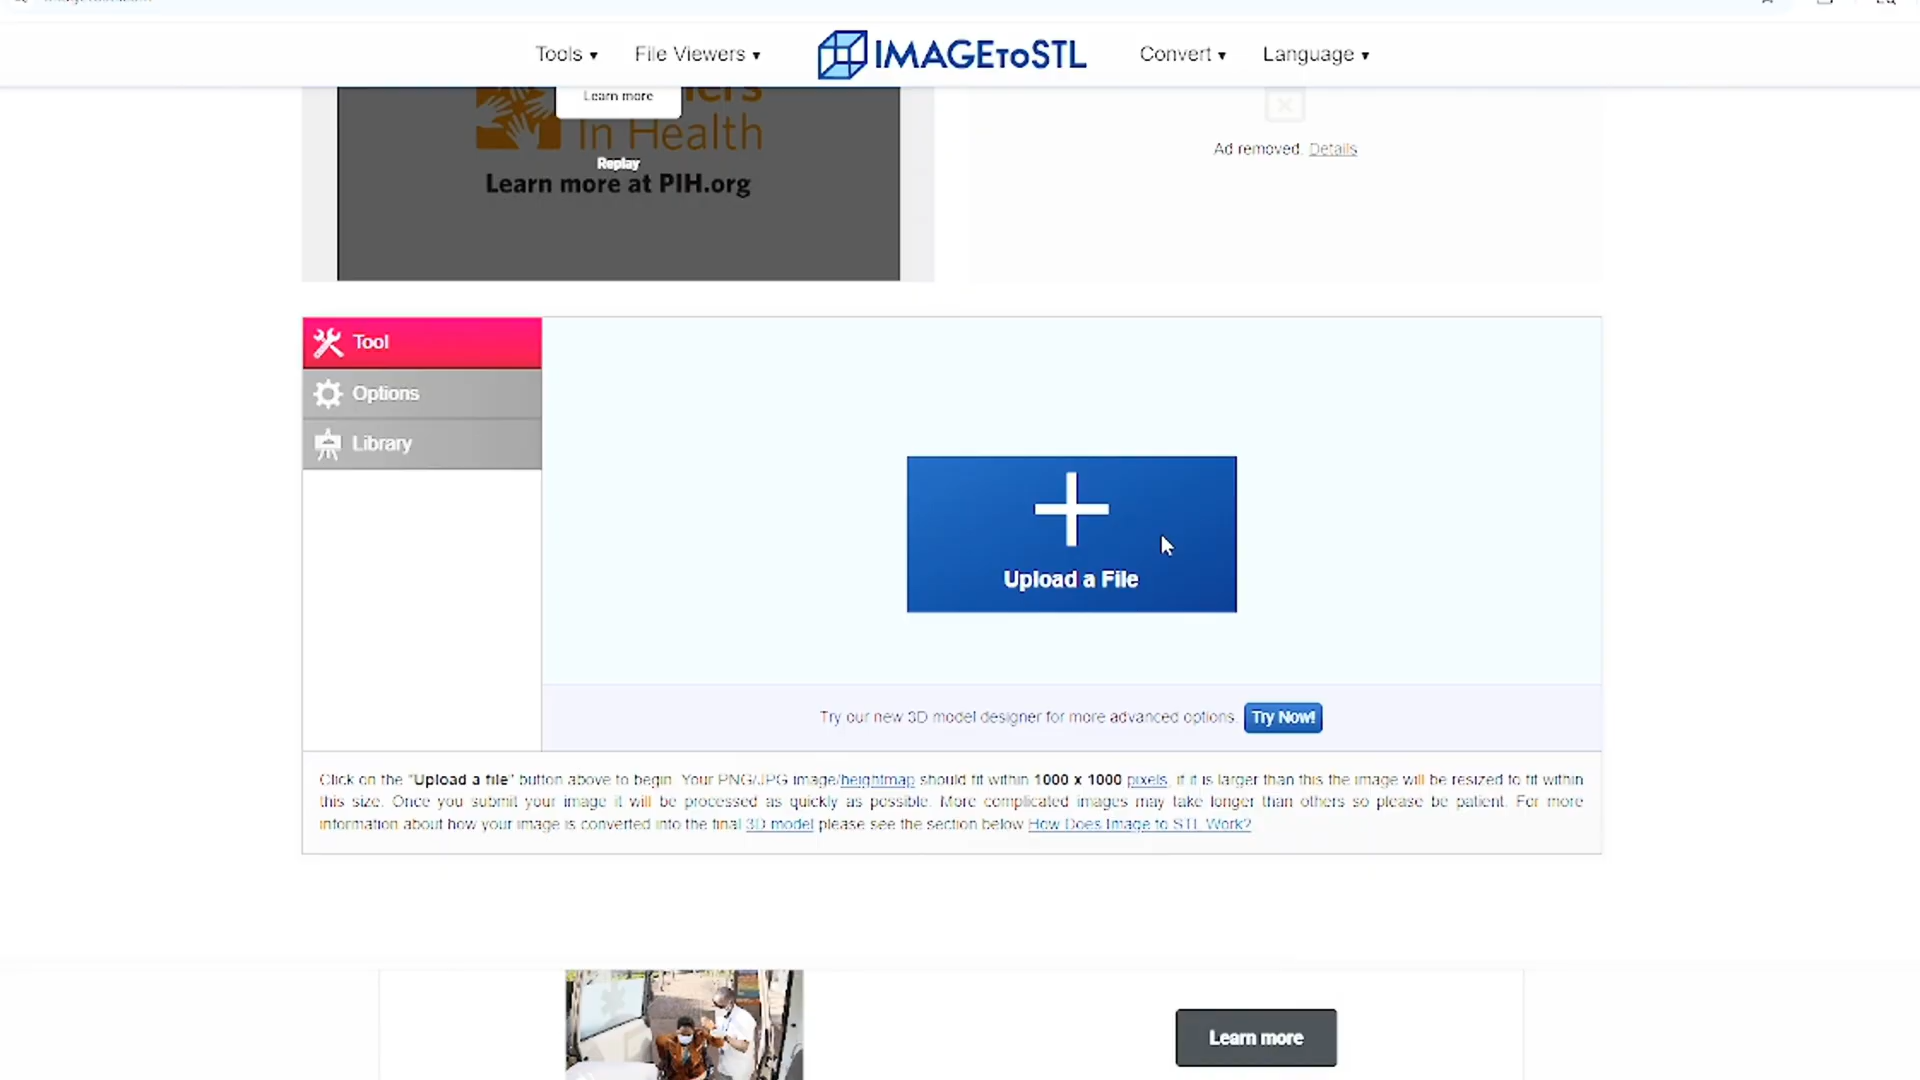 Tools ▾ File Viewers ▾ IMAGEtoSTL Convert ▾ Language ▾
Learn more
In Health
Replay
Learn more at PIH.org
Ad removed. Details
Tool
Options
Library
Upload a File
Try our new 3D model designer for more advanced options. Try Now!
Click on the "Upload a file" button above to begin. Your PNG/JPG image/heightmap should fit within 1000 x 1000 pixels, if it is larger than this the image will be resized to fit within
this size. Once you submit your image it will be processed as quickly as possible. More complicated images may take longer than others so please be patient. For more
information about how your image is converted into the final 3D model please see the section below How Does Image to STL Work?
Learn more